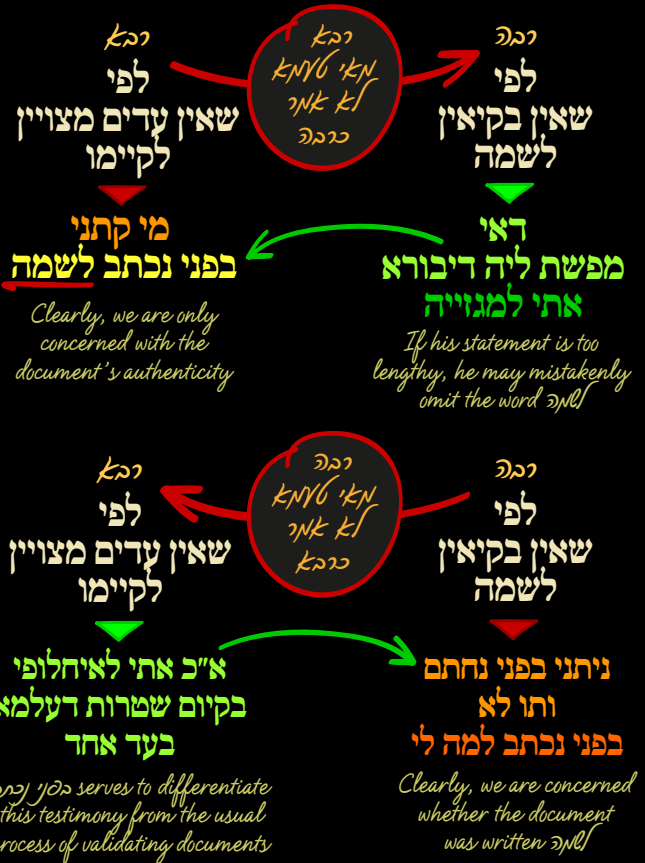 רבה
לפי
שאין בקיאין
לשמה
דאי
מפשת ליה דיבורא
אתי למגזייה
If his statement is too
lengthy, he may mistakenly
omit the word לשמה
רבא
מאי טעמא
לא אמר
כרבה
רבא
לפי
שאין עדים מצויין
לקיימו
מי קתני
בפני נכתב לשמה
Clearly, we are only
concerned with the
document's authenticity
רבה
לפי
שאין בקיאין
לשמה
ניתני בפני נחתם
ותו לא
בפני נכתב למה לי
Clearly, we are concerned
whether the document
was written לשמה
רבה
מאי טעמא
לא אמר
כרבא
רבא
לפי
שאין עדים מצויין
לקיימו
א"כ אתי לאיחלופי
בקיום שטרות דעלמא
בעד אחד
בפני serves to differentiate
this testimony from the usual
rocess of validating documents